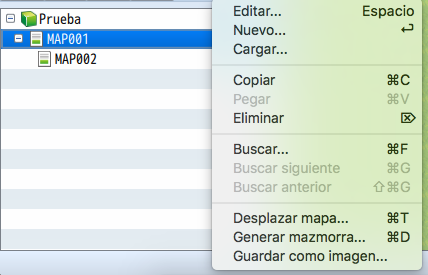 Prueba
MAP001
MAP002
Editar... Espacio
Nuevo... ↩
Cargar...
Copiar ⌘C
Pegar ⌘V
Eliminar ⌦
Buscar... ⌘F
Buscar siguiente ⌘G
Buscar anterior ⇧⌘G
Desplazar mapa... ⌘T
Generar mazmorra... ⌘D
Guardar como imagen...